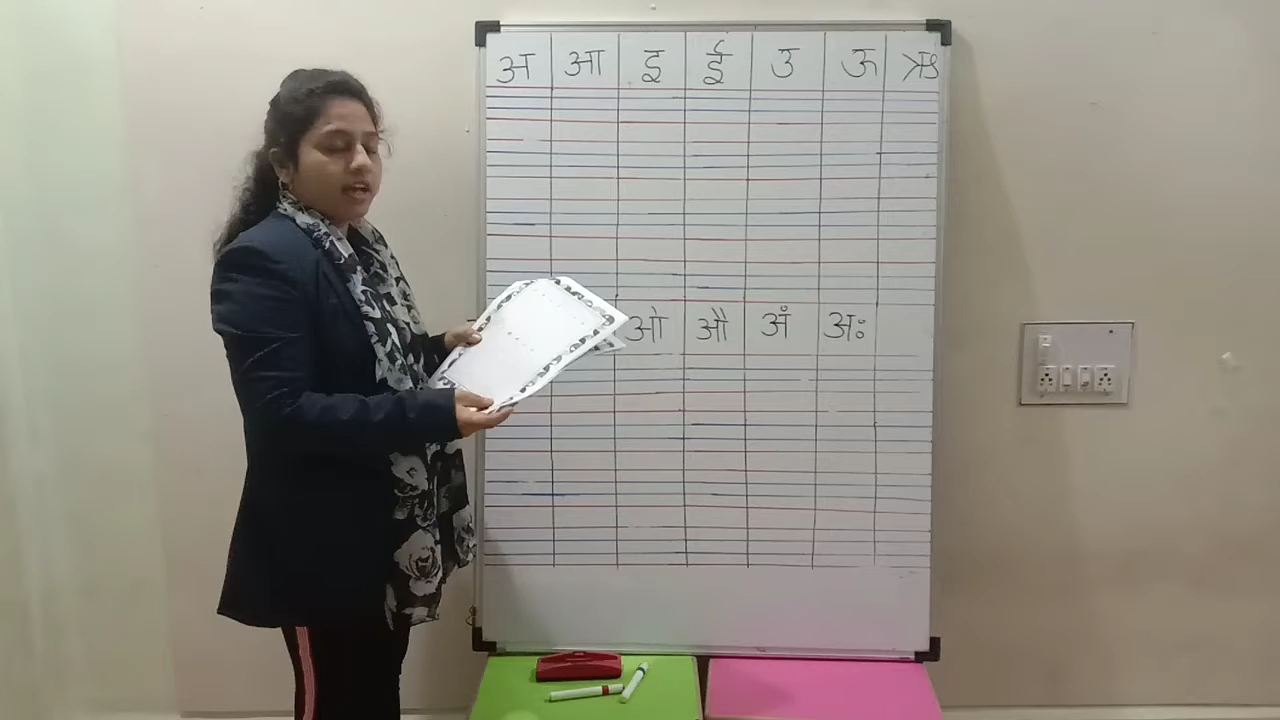 अ आ इ ई उ ऊ ऋ
ओ औ अं अः